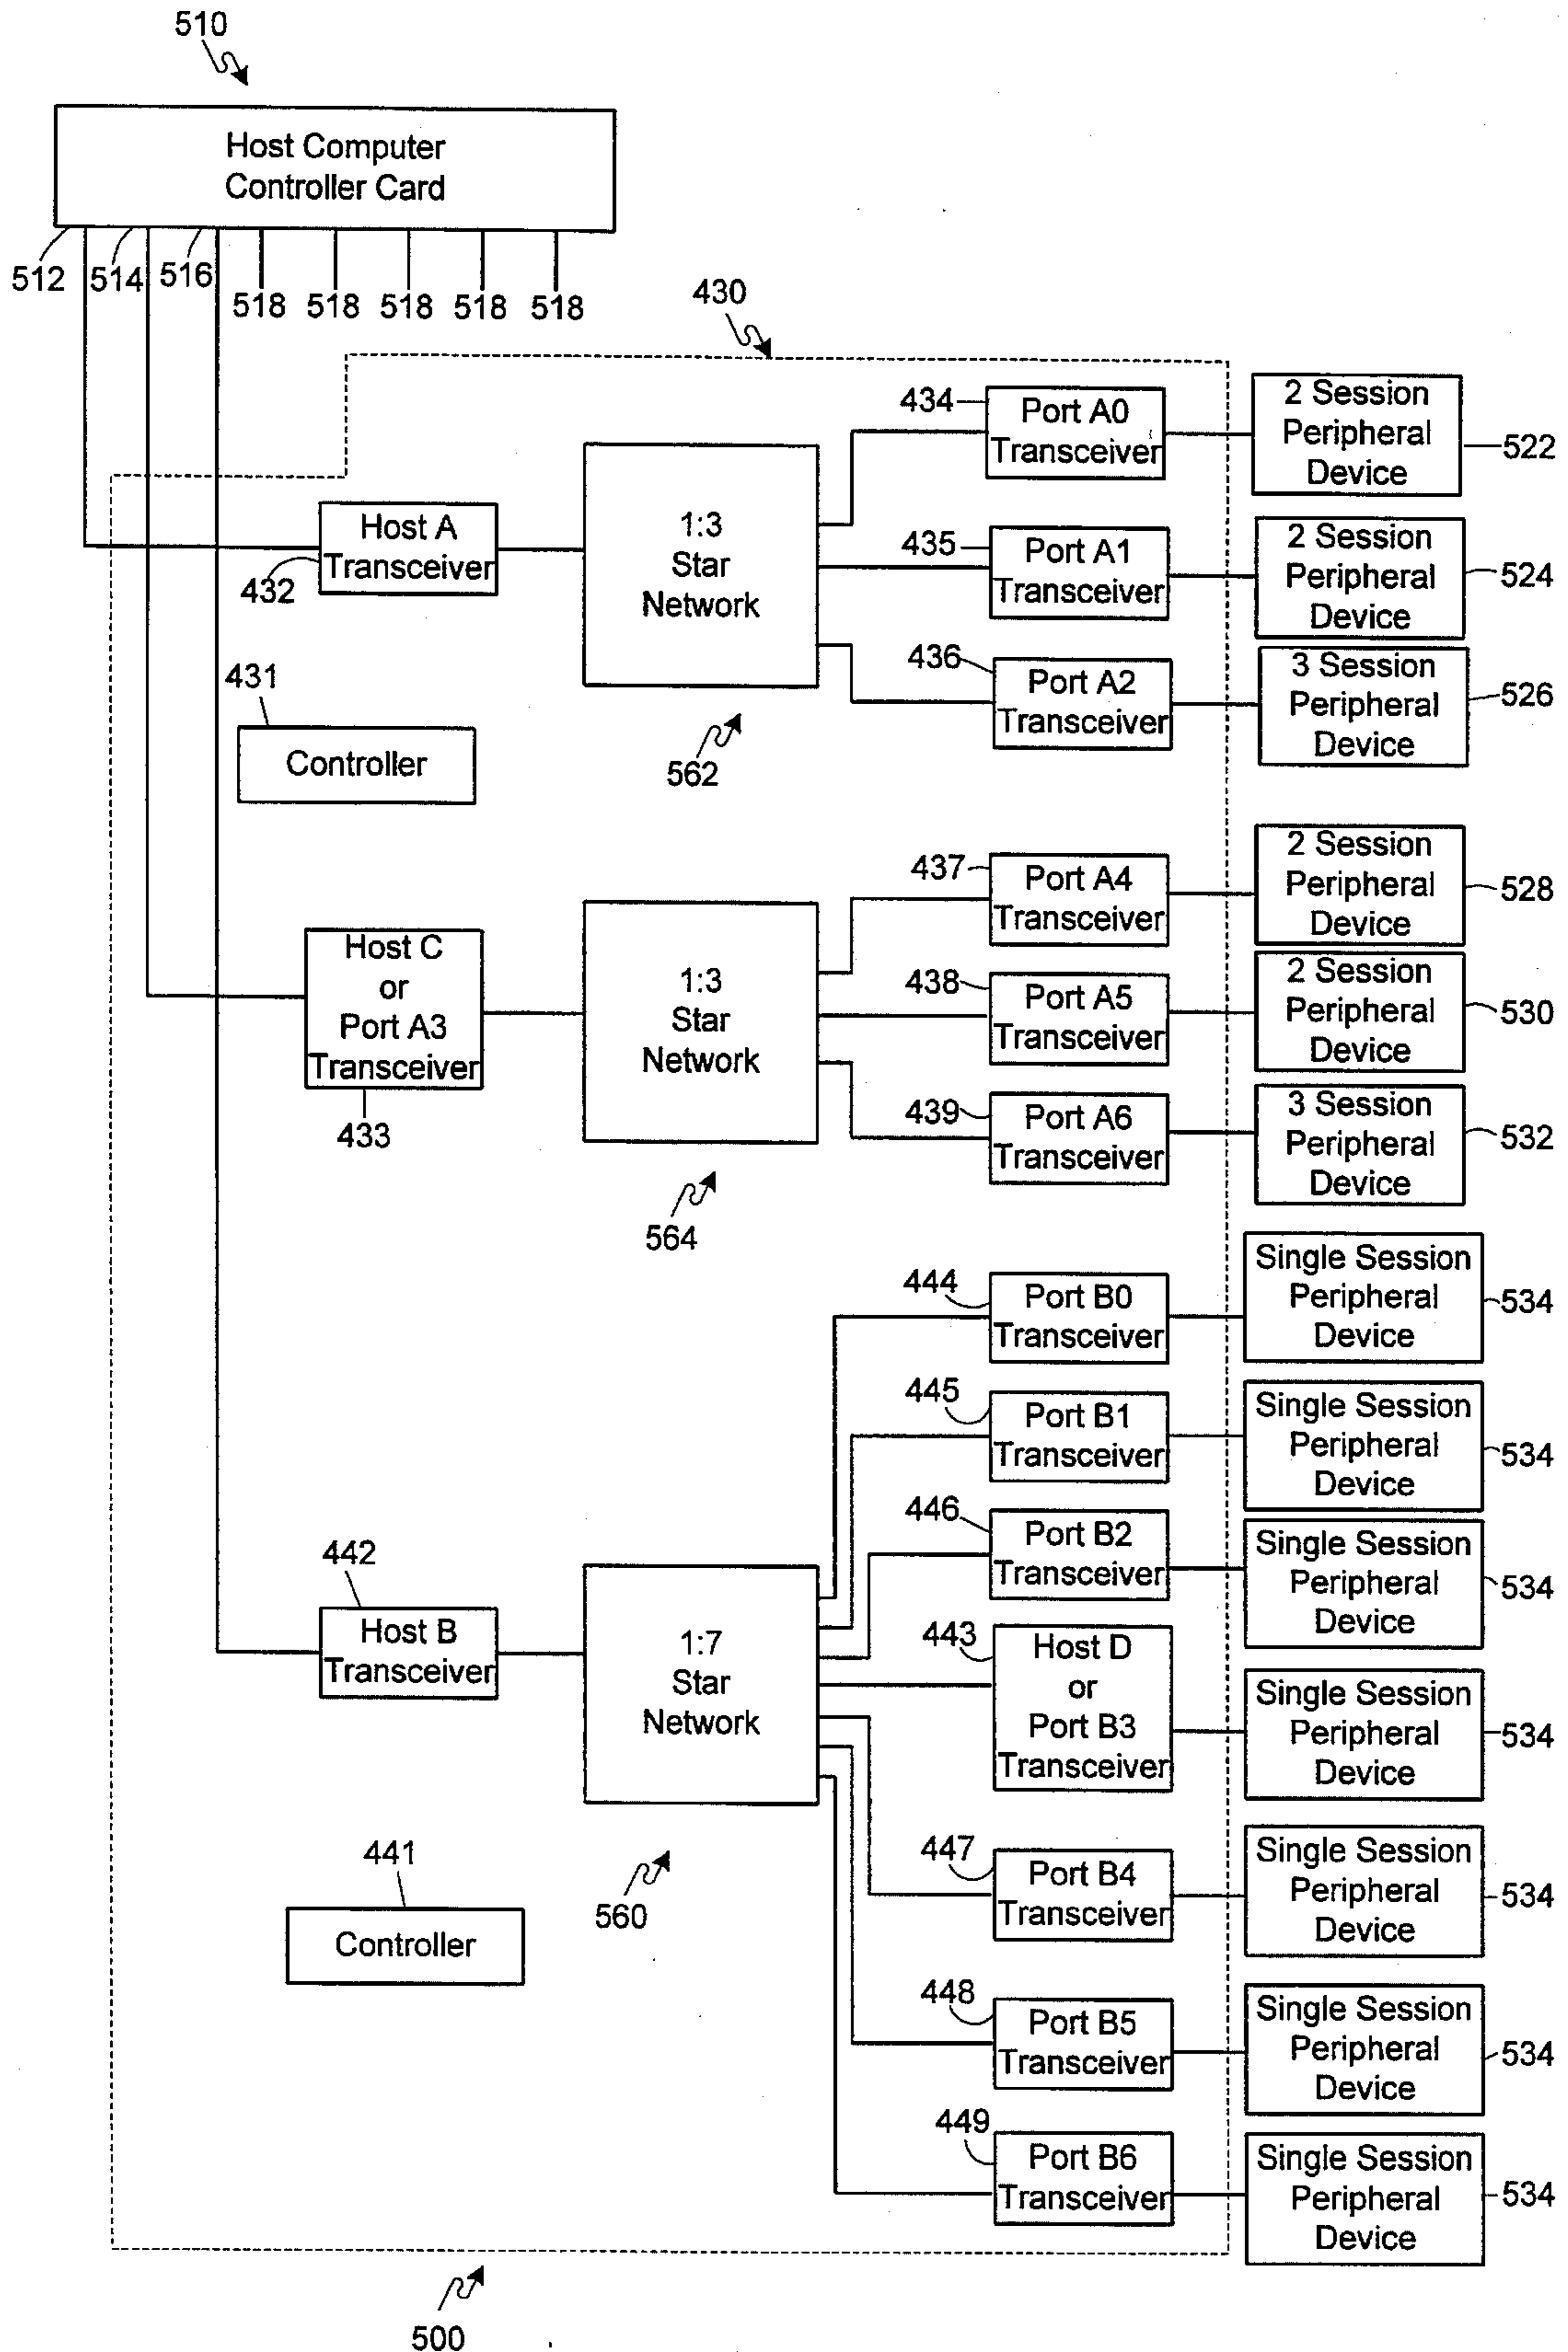 510
Host Computer
Controller Card
512
514
516
518
518
518
518
518
430
434
Port A0
Transceiver
2 Session
Peripheral
Device
522
Host A
Transceiver
432
1:3
Star
Network
435
Port A1
Transceiver
2 Session
Peripheral
Device
524
436
Port A2
Transceiver
3 Session
Peripheral
Device
526
431
Controller
562
437
Port A4
Transceiver
2 Session
Peripheral
Device
528
Host C
or
Port A3
Transceiver
433
1:3
Star
Network
438
Port A5
Transceiver
2 Session
Peripheral
Device
530
439
Port A6
Transceiver
3 Session
Peripheral
Device
532
564
444
Port B0
Transceiver
Single Session
Peripheral
Device
534
445
Port B1
Transceiver
Single Session
Peripheral
Device
534
446
Port B2
Transceiver
Single Session
Peripheral
Device
534
442
Host B
Transceiver
1:7
Star
Network
443
Host D
or
Port B3
Transceiver
Single Session
Peripheral
Device
534
447
Port B4
Transceiver
Single Session
Peripheral
Device
534
441
Controller
560
448
Port B5
Transceiver
Single Session
Peripheral
Device
534
449
Port B6
Transceiver
Single Session
Peripheral
Device
534
500